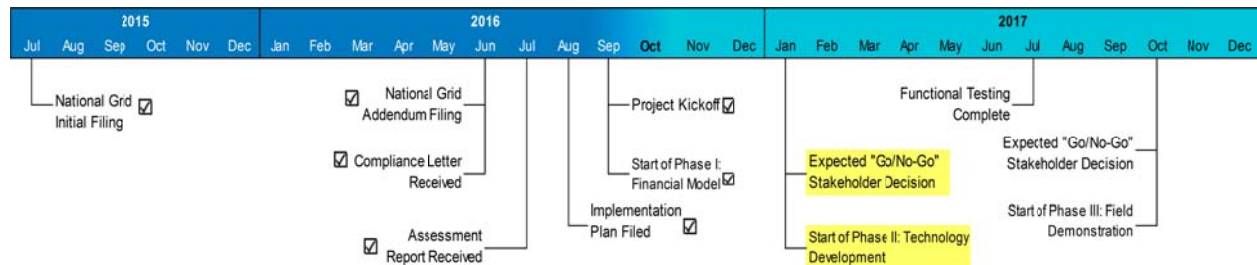 2015 2016 2017
Jul Aug Sep Oct Nov Dec Jan Feb Mar Apr May Jun Jul Aug Sep Oct Nov Dec Jan Feb Mar Apr May Jun Jul Aug Sep Oct Nov Dec
National Grid
Initial Filing
National Grid
Addendum Filing
Compliance Letter
Received
Assessment
Report Received
Project Kickoff
Start of Phase I:
Financial Model
Implementation
Plan Filed
Expected "Go/No-Go"
Stakeholder Decision
Start of Phase II: Technology
Development
Functional Testing
Complete
Expected "Go/No-Go"
Stakeholder Decision
Start of Phase III: Field
Demonstration